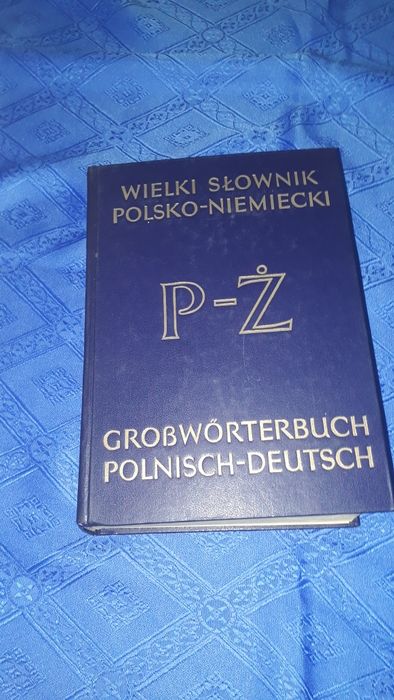 WIELKI SŁOWNIK
POLSKO-NIEMIECKI
P-Ż
GROßWÖRTERBUCH
POLNISCH-DEUTSCH